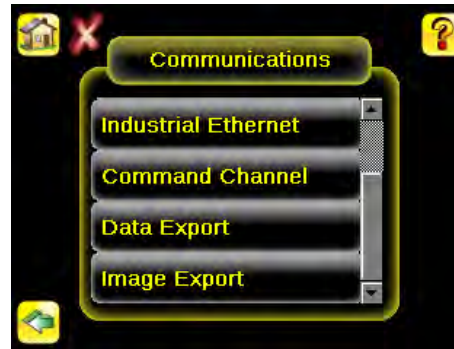 Communications
Industrial Ethernet
Command Channel
Data Export
Image Export
?